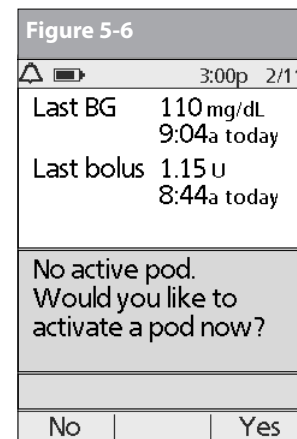 Figure 5-6
3:00p 2/11
Last BG 110 mg/dL
9:04a today
Last bolus 1.15 U
8:44a today
No active pod.
Would you like to
activate a pod now?
No Yes